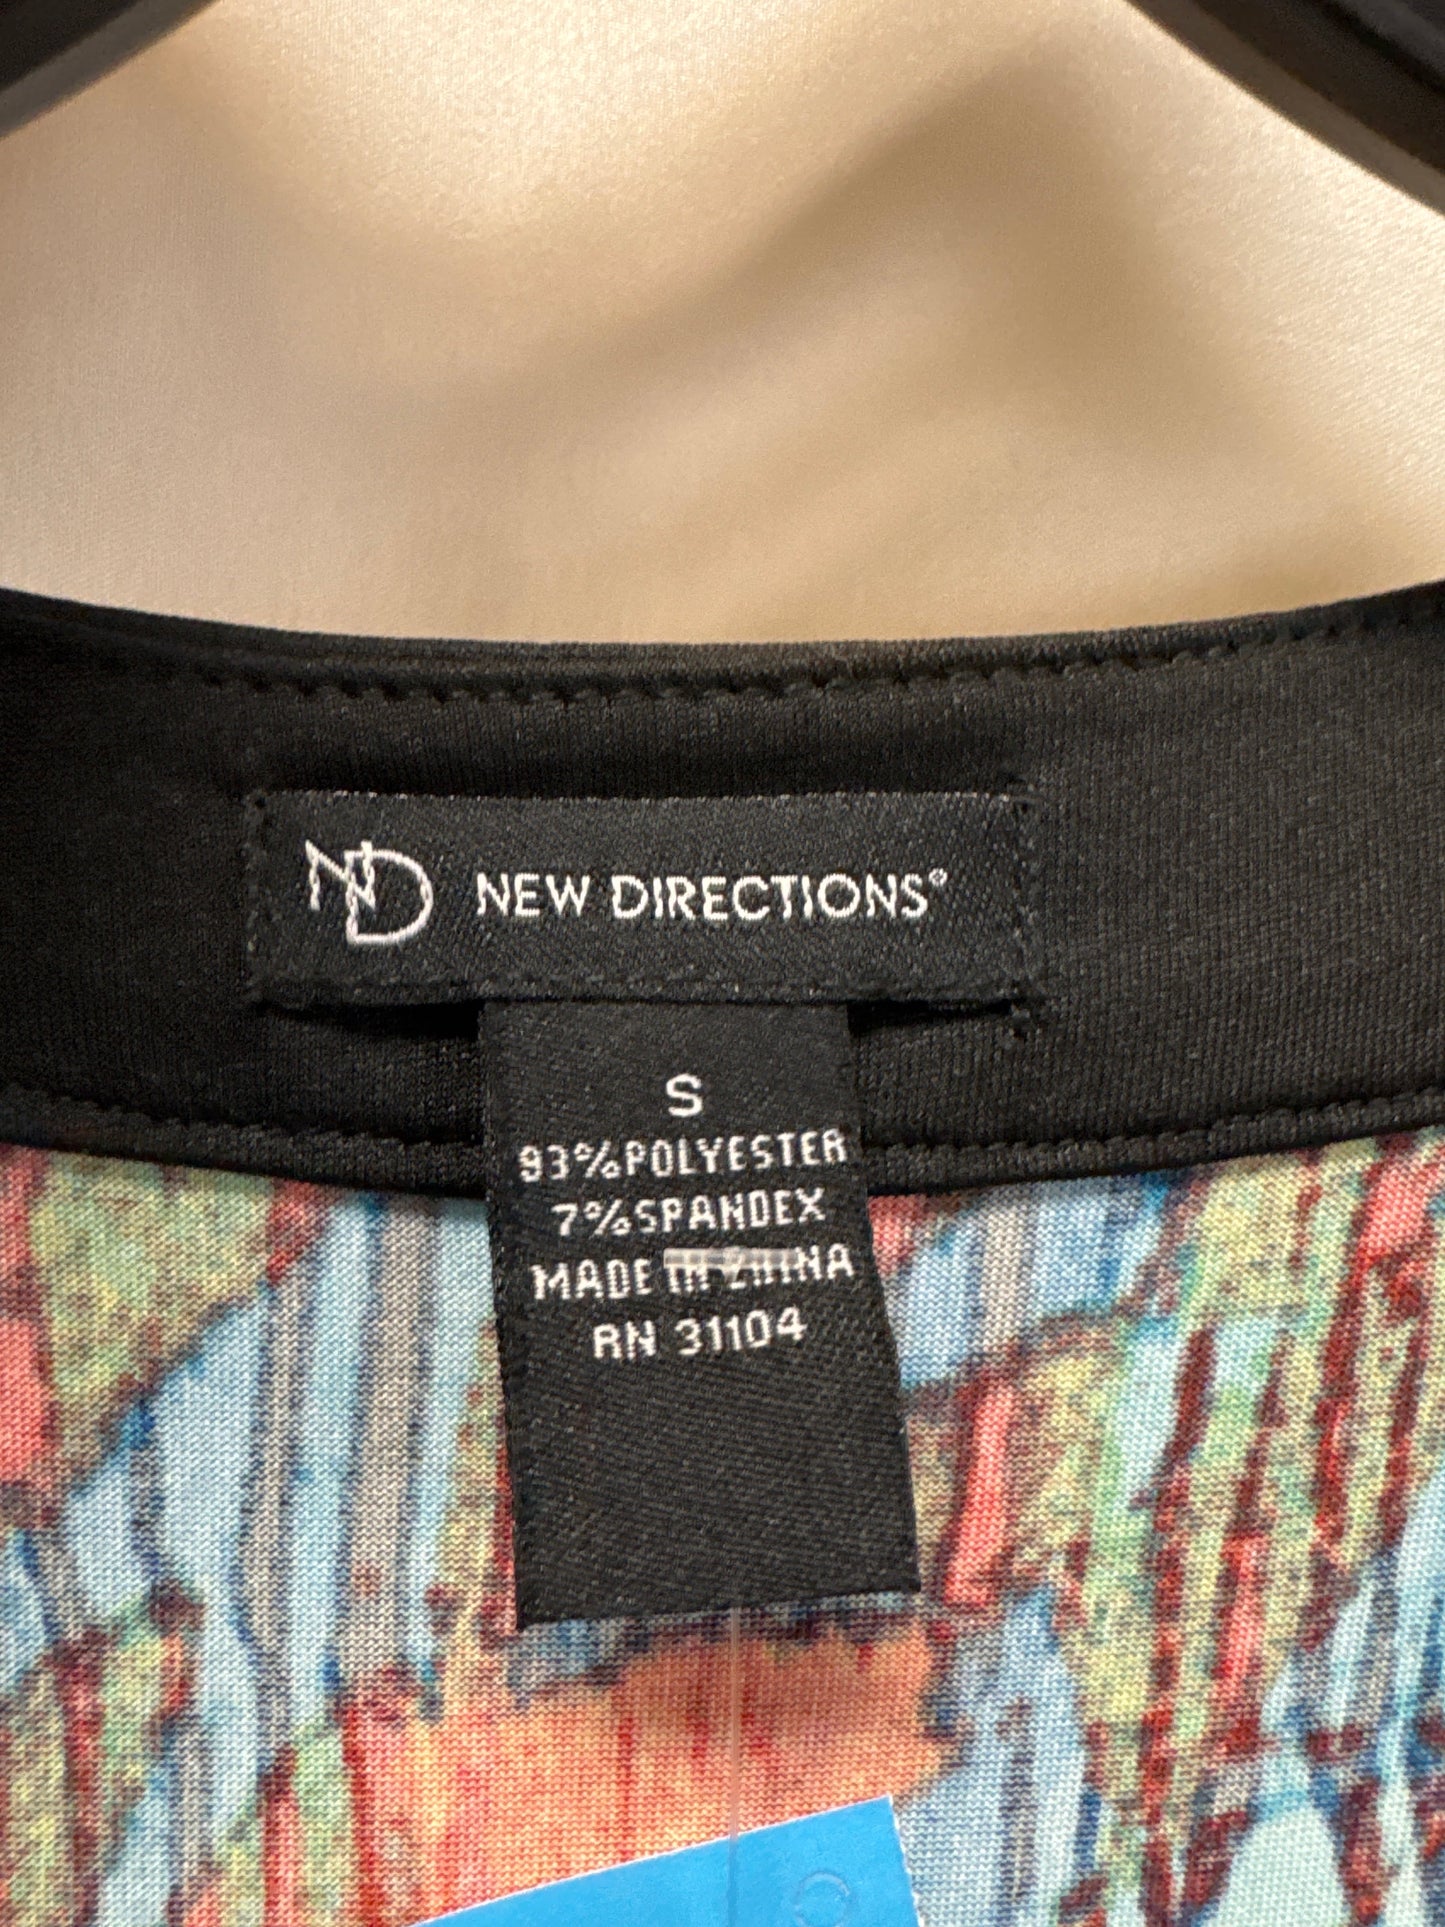 ND NEW DIRECTIONS®
S
93%POLYESTER
7%SPANDEX
MADE IN CHINA
RN 31104